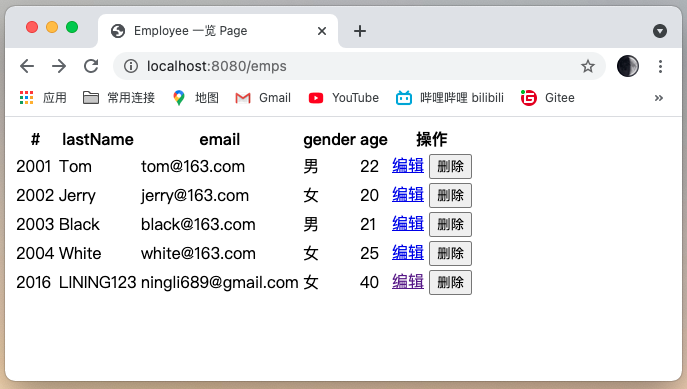 Employee 一览 Page
localhost:8080/emps
应用 常用连接 地图 Gmail YouTube 哔哩哔哩 bilibili Gitee »
# lastName email gender age 操作
2001 Tom tom@163.com 男 22 编辑 删除
2002 Jerry jerry@163.com 女 20 编辑 删除
2003 Black black@163.com 男 21 编辑 删除
2004 White white@163.com 女 25 编辑 删除
2016 LINING123 ningli689@gmail.com 女 40 编辑 删除